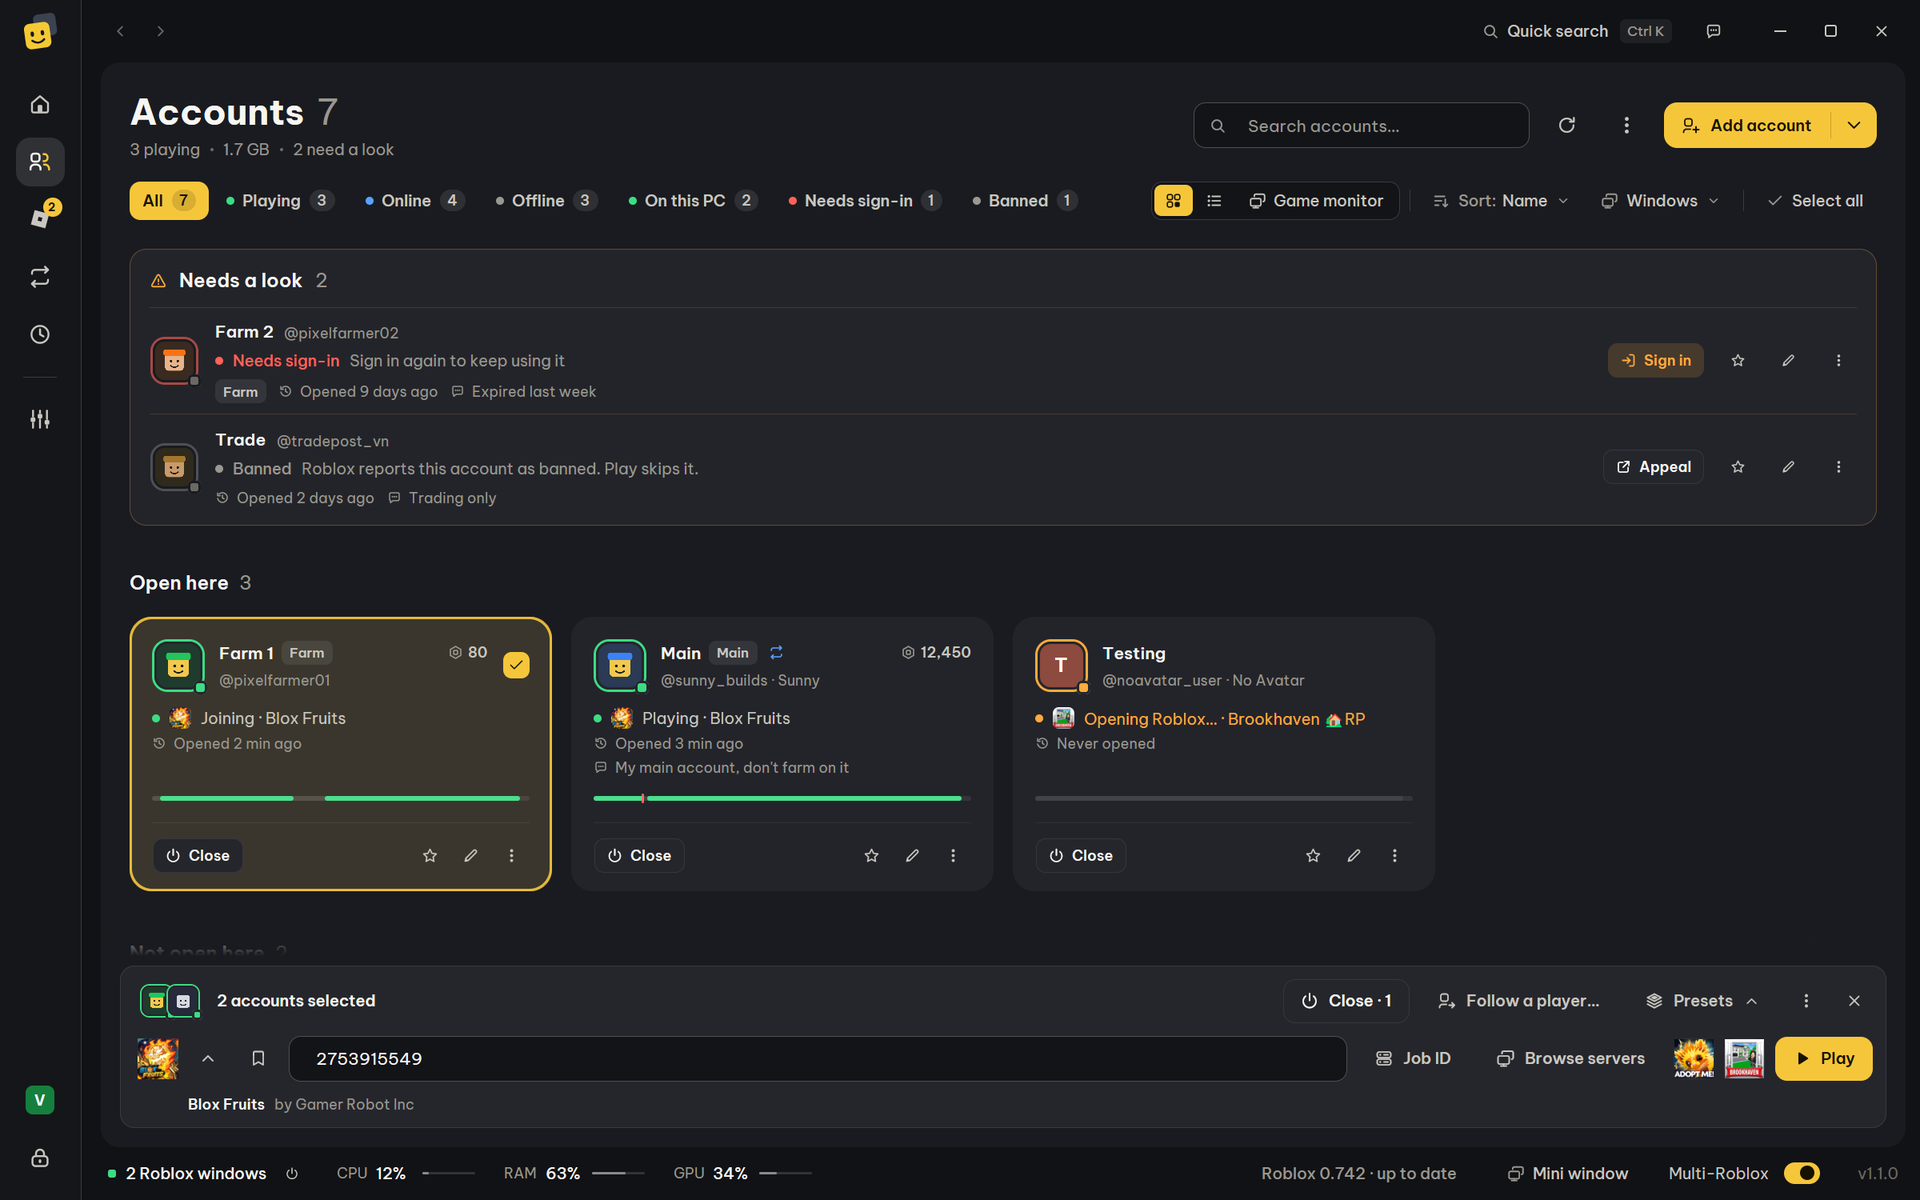 Quick search Ctrl K
Accounts 7
3 playing • 1.7 GB • 2 need a look
Search accounts...
Add account
All 7 Playing 3 Online 4 Offline 3 On this PC 2 Needs sign-in 1 Banned 1
Game monitor Sort: Name Windows Select all
2
Needs a look 2
Farm 2 @pixelfarmer02
Needs sign-in Sign in again to keep using it
Farm Opened 9 days ago Expired last week
Sign in
Trade @tradepost_vn
Banned Roblox reports this account as banned. Play skips it.
Opened 2 days ago Trading only
Appeal
Open here 3
Farm 1 Farm 80
@pixelfarmer01
Joining · Blox Fruits
Opened 2 min ago
Close
Main Main 12,450
@sunny_builds · Sunny
Playing · Blox Fruits
Opened 3 min ago
My main account, don't farm on it
Close
T
Testing
@noavatar_user · No Avatar
Opening Roblox... · Brookhaven 🏠RP
Never opened
Close
Not open here 2
2 accounts selected
Close · 1 Follow a player... Presets
2753915549
Job ID Browse servers
ADOPT ME!
BROOKHAVEN
Play
Blox Fruits by Gamer Robot Inc
V
2 Roblox windows CPU 12% RAM 63% GPU 34%
Roblox 0.742 · up to date Mini window Multi-Roblox v1.1.0